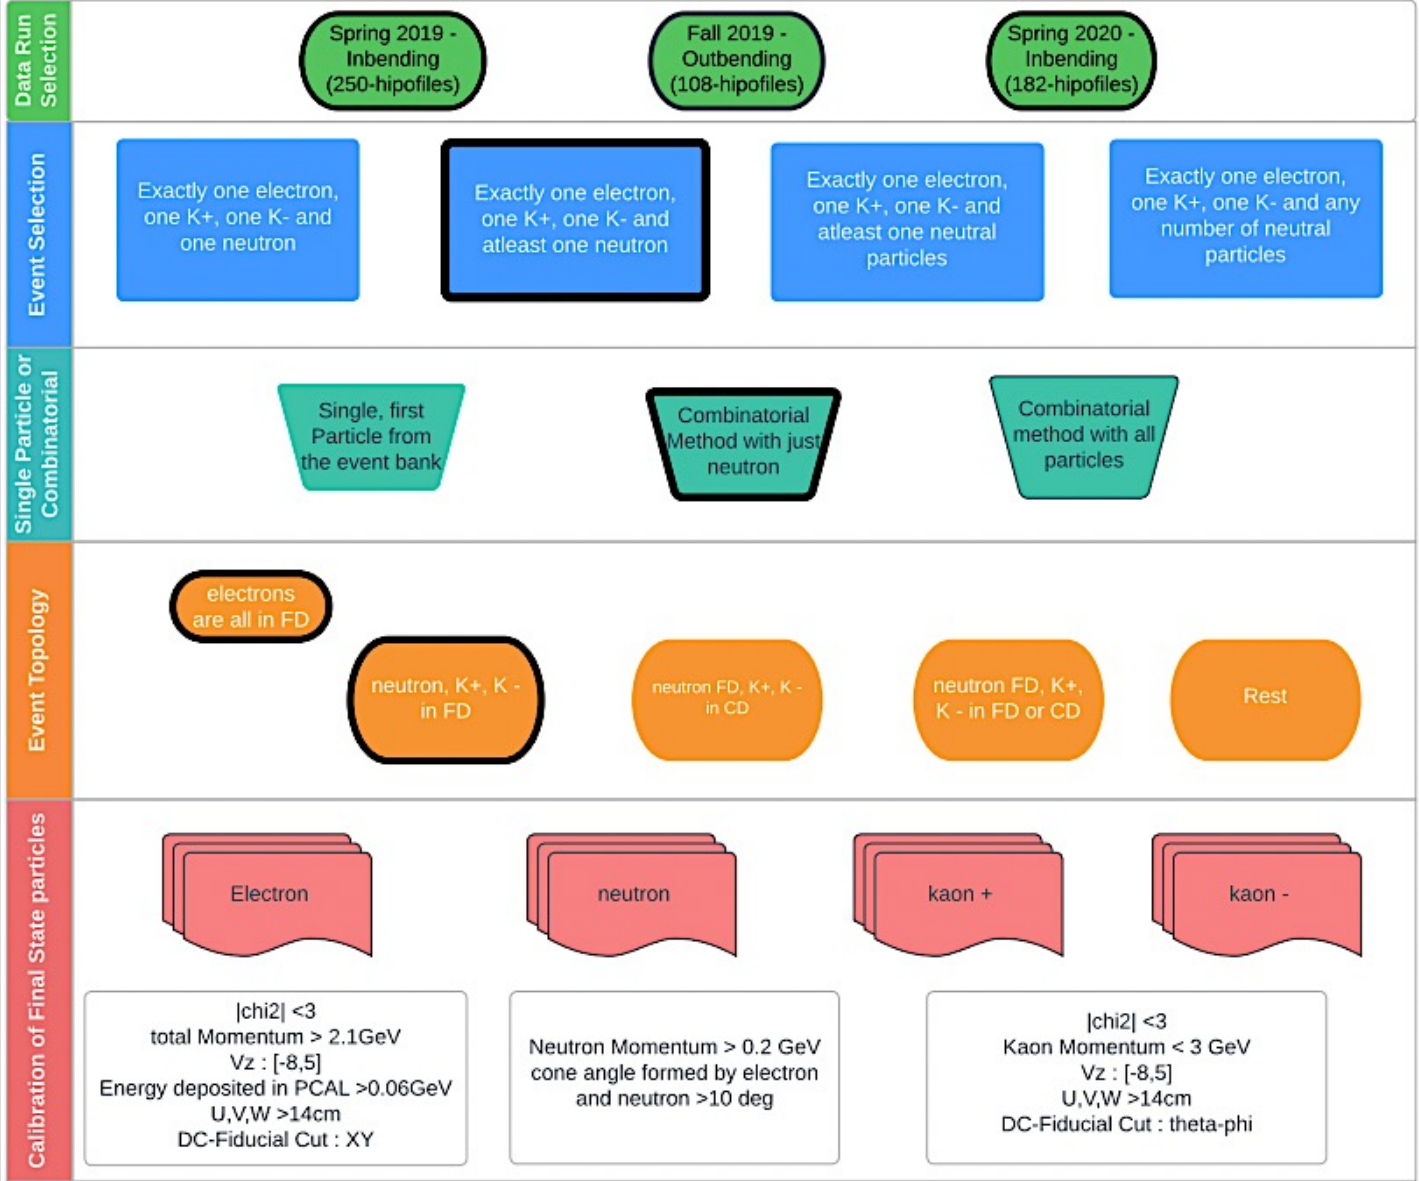 Data Run
Selection
Spring 2019 -
Inbending
(250-hipofiles)
Fall 2019 -
Outbending
(108-hipofiles)
Spring 2020 -
Inbending
(182-hipofiles)
Event Selection
Exactly one electron,
one K+, one K- and
one neutron
Exactly one electron,
one K+, one K- and
atleast one neutron
Exactly one electron,
one K+, one K- and
atleast one neutral
particles
Exactly one electron,
one K+, one K- and any
number of neutral
particles
Single Particle or
Combinatorial
Single, first
Particle from
the event bank
Combinatorial
Method with just
neutron
Combinatorial
method with all
particles
Event Topology
electrons
are all in FD
neutron, K+, K -
in FD
neutron FD, K+, K -
in CD
neutron FD, K+,
K - in FD or CD
Rest
Calibration of Final State particles
Electron
neutron
kaon +
kaon -
|chi2| <3
total Momentum > 2.1GeV
Vz : [-8,5]
Energy deposited in PCAL >0.06GeV
U,V,W >14cm
DC-Fiducial Cut : XY
Neutron Momentum > 0.2 GeV
cone angle formed by electron
and neutron >10 deg
|chi2| <3
Kaon Momentum < 3 GeV
Vz : [-8,5]
U,V,W >14cm
DC-Fiducial Cut : theta-phi